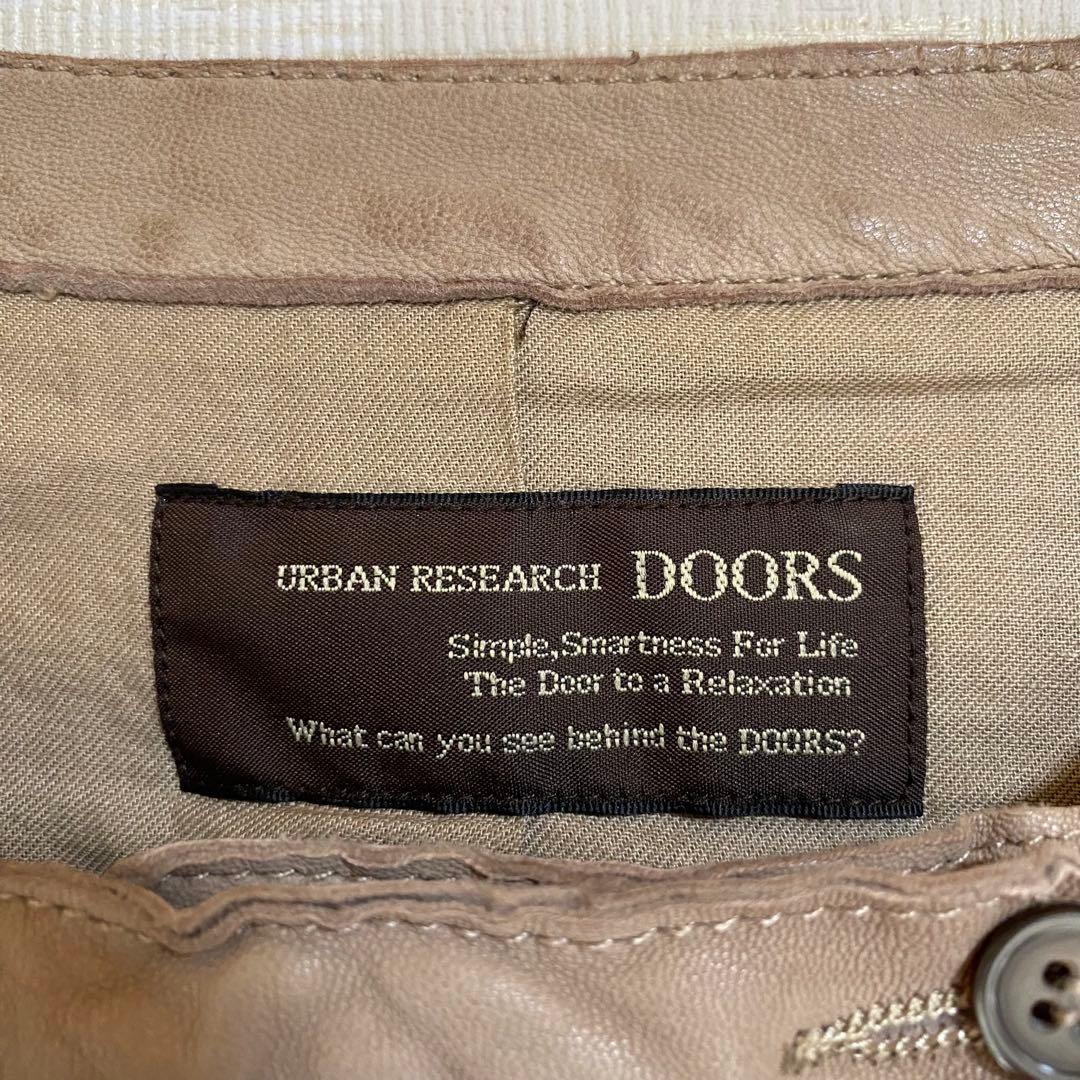 URBAN RESEARCH DOORS
Simple,Smartness For Life
The Door to a Relaxation
What can you see behind the DOORS?